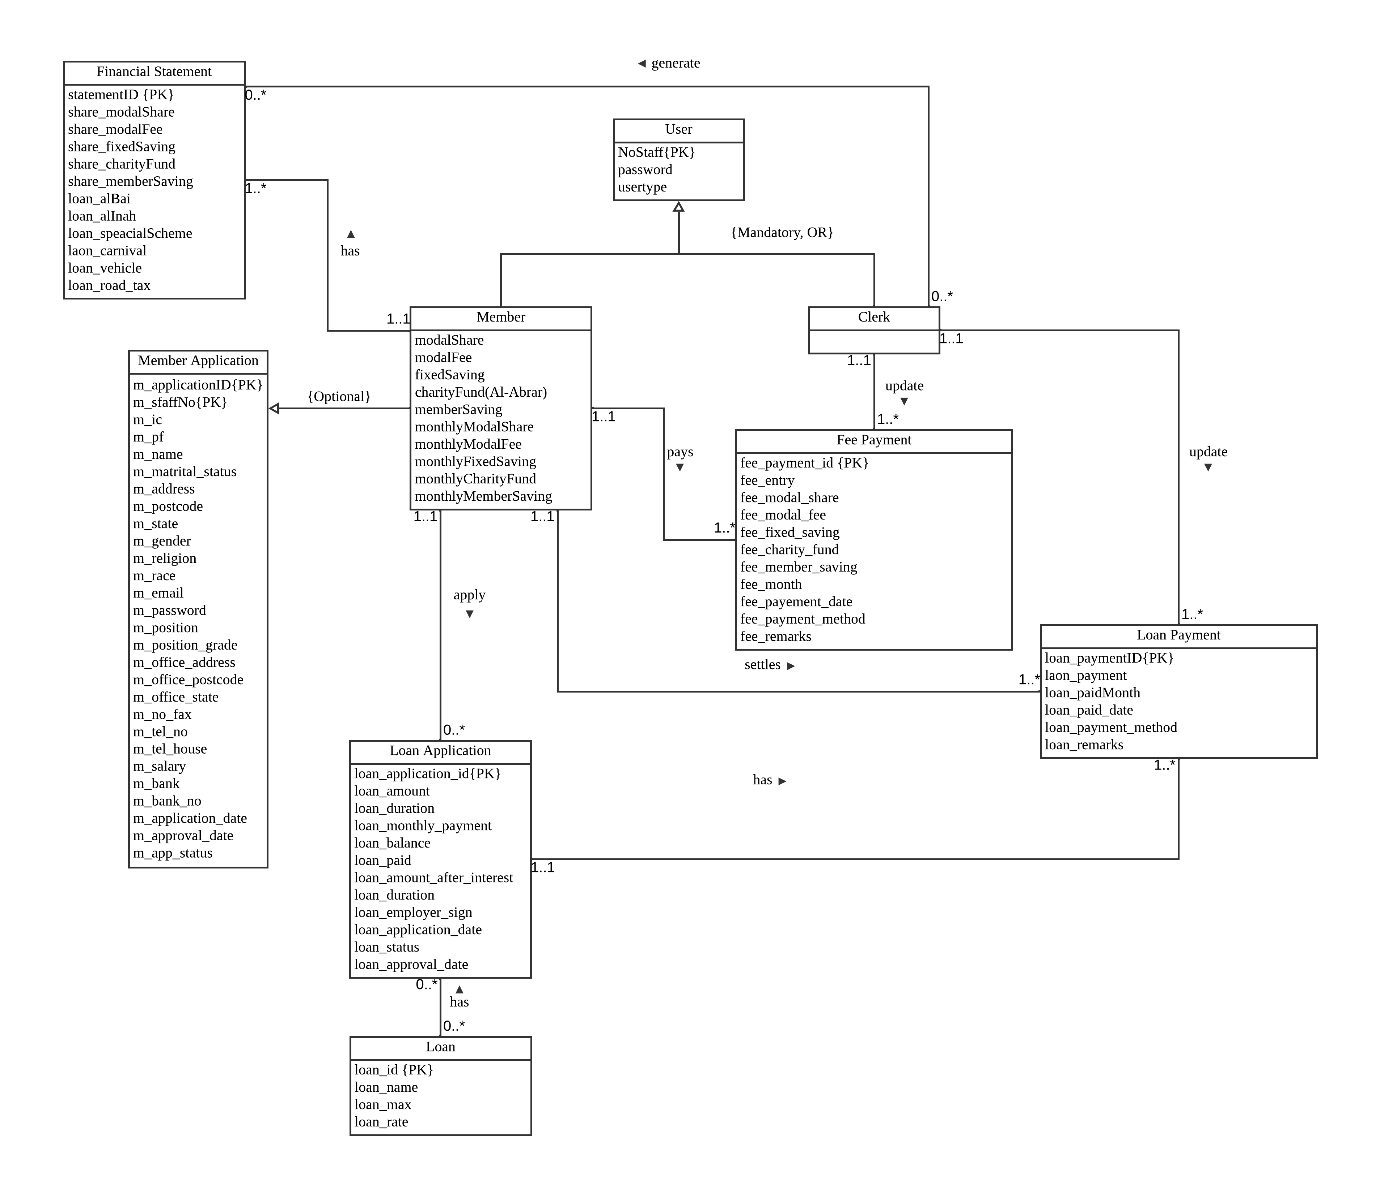 ◄ generate
Financial Statement
statementID {PK}
share_modalShare
share_modalFee
share_fixedSaving
share_charityFund
share_memberSaving
loan_alBai
loan_alInah
loan_speacialScheme
laon_carnival
loan_vehicle
loan_road_tax
0..*
1..*
▲
has
User
NoStaff{PK}
password
usertype
{Mandatory, OR}
0..*
1..1
Member
modalShare
modalFee
fixedSaving
charityFund(Al-Abrar)
memberSaving
monthlyModalShare
monthlyModalFee
monthlyFixedSaving
monthlyCharityFund
monthlyMemberSaving
1..1
1..1
1..1
Clerk
1..1
1..1
update
▼
1..*
update
▼
1..*
Member Application
m_applicationID{PK}
m_sfaffNo{PK}
m_ic
m_pf
m_name
m_matrital_status
m_address
m_postcode
m_state
m_gender
m_religion
m_race
m_email
m_password
m_position
m_position_grade
m_office_address
m_office_postcode
m_office_state
m_no_fax
m_tel_no
m_tel_house
m_salary
m_bank
m_bank_no
m_application_date
m_approval_date
m_app_status
{Optional}
pays
▼
1..*
Fee Payment
fee_payment_id {PK}
fee_entry
fee_modal_share
fee_modal_fee
fee_fixed_saving
fee_charity_fund
fee_member_saving
fee_month
fee_payement_date
fee_payment_method
fee_remarks
apply
▼
settles ►
1..*
Loan Payment
loan_paymentID{PK}
laon_payment
loan_paidMonth
loan_paid_date
loan_payment_method
loan_remarks
1..*
0..*
Loan Application
loan_application_id{PK}
loan_amount
loan_duration
loan_monthly_payment
loan_balance
loan_paid
loan_amount_after_interest
loan_duration
loan_employer_sign
loan_application_date
loan_status
loan_approval_date
has ►
1..1
0..*
▲
has
0..*
Loan
loan_id {PK}
loan_name
loan_max
loan_rate